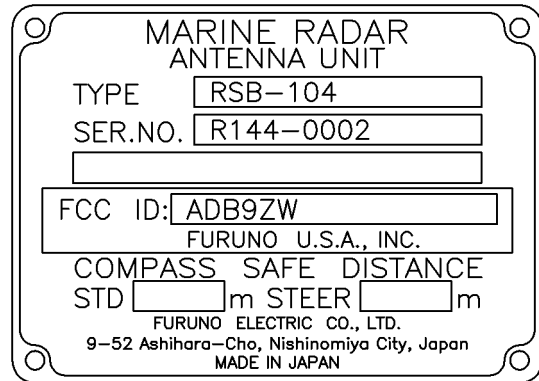 MARINE RADAR
ANTENNA UNIT
TYPE RSB-104
SER.NO. R144-0002
FCC ID: ADB9ZW
FURUNO U.S.A., INC.
COMPASS SAFE DISTANCE
STD m STEER m
FURUNO ELECTRIC CO., LTD.
9-52 Ashihara-Cho, Nishinomiya City, Japan
MADE IN JAPAN